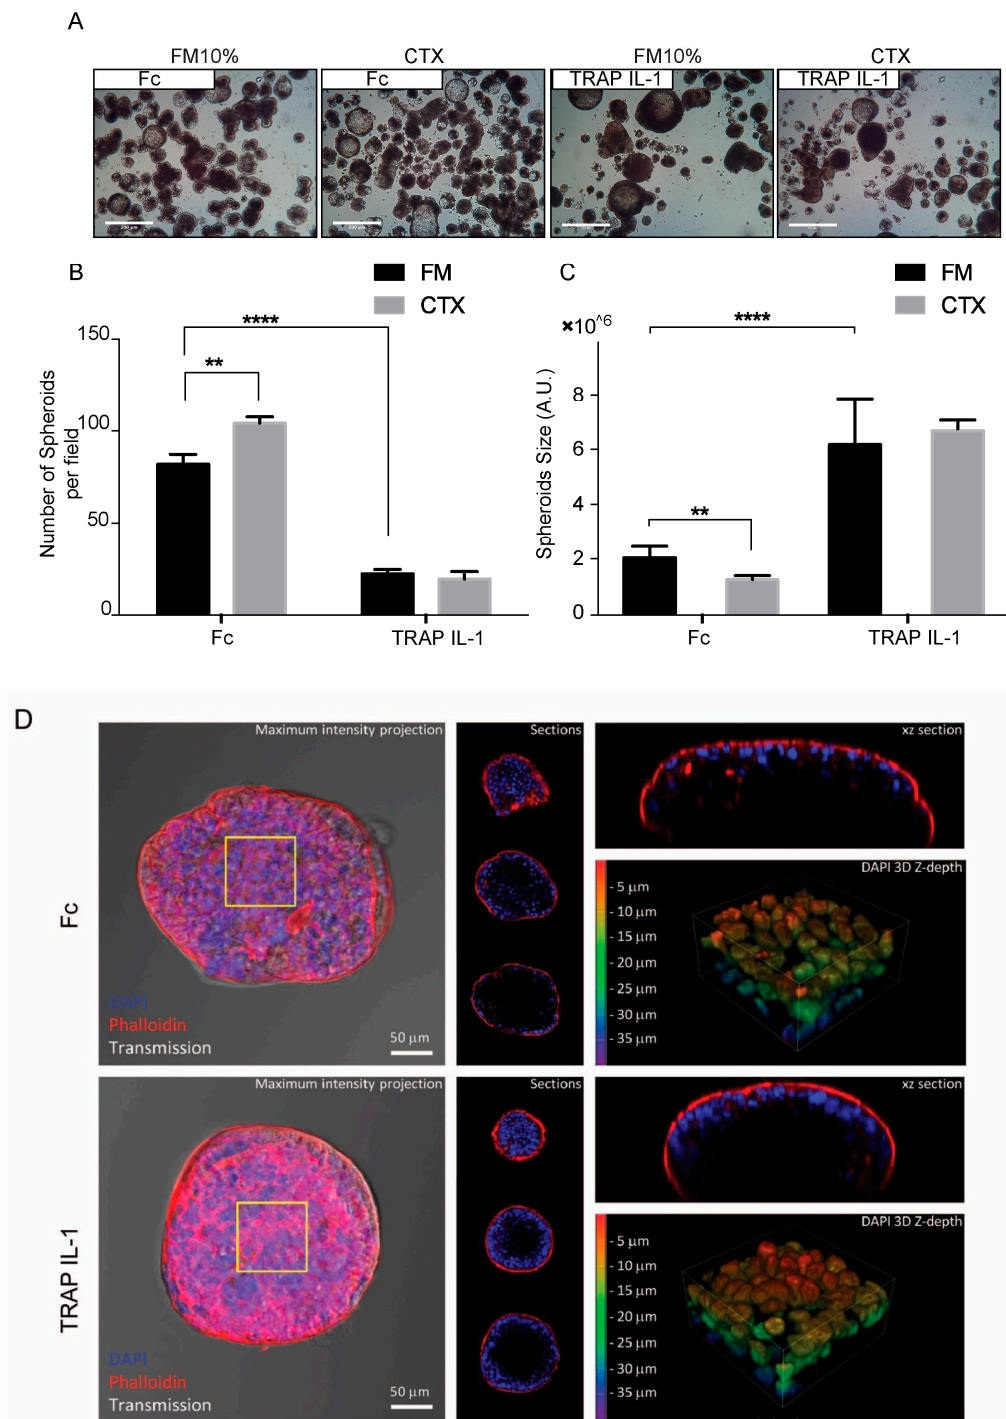 A
FM10%
CTX
FM10%
CTX
Fc
Fc
TRAP IL-1
TRAP IL-1
200 µm
B
FM
CTX
****
**
150
100
50
0
Number of Spheroids
per field
Fc
TRAP IL-1
C
FM
CTX
×10^6
****
**
8
6
4
2
0
Spheroids Size (A.U.)
Fc
TRAP IL-1
D
Fc
Maximum intensity projection
DAPI
Phalloidin
Transmission
50 µm
Sections
xz section
DAPI 3D Z-depth
- 5 µm
- 10 µm
- 15 µm
- 20 µm
- 25 µm
- 30 µm
- 35 µm
TRAP IL-1
Maximum intensity projection
DAPI
Phalloidin
Transmission
50 µm
Sections
xz section
DAPI 3D Z-depth
- 5 µm
- 10 µm
- 15 µm
- 20 µm
- 25 µm
- 30 µm
- 35 µm